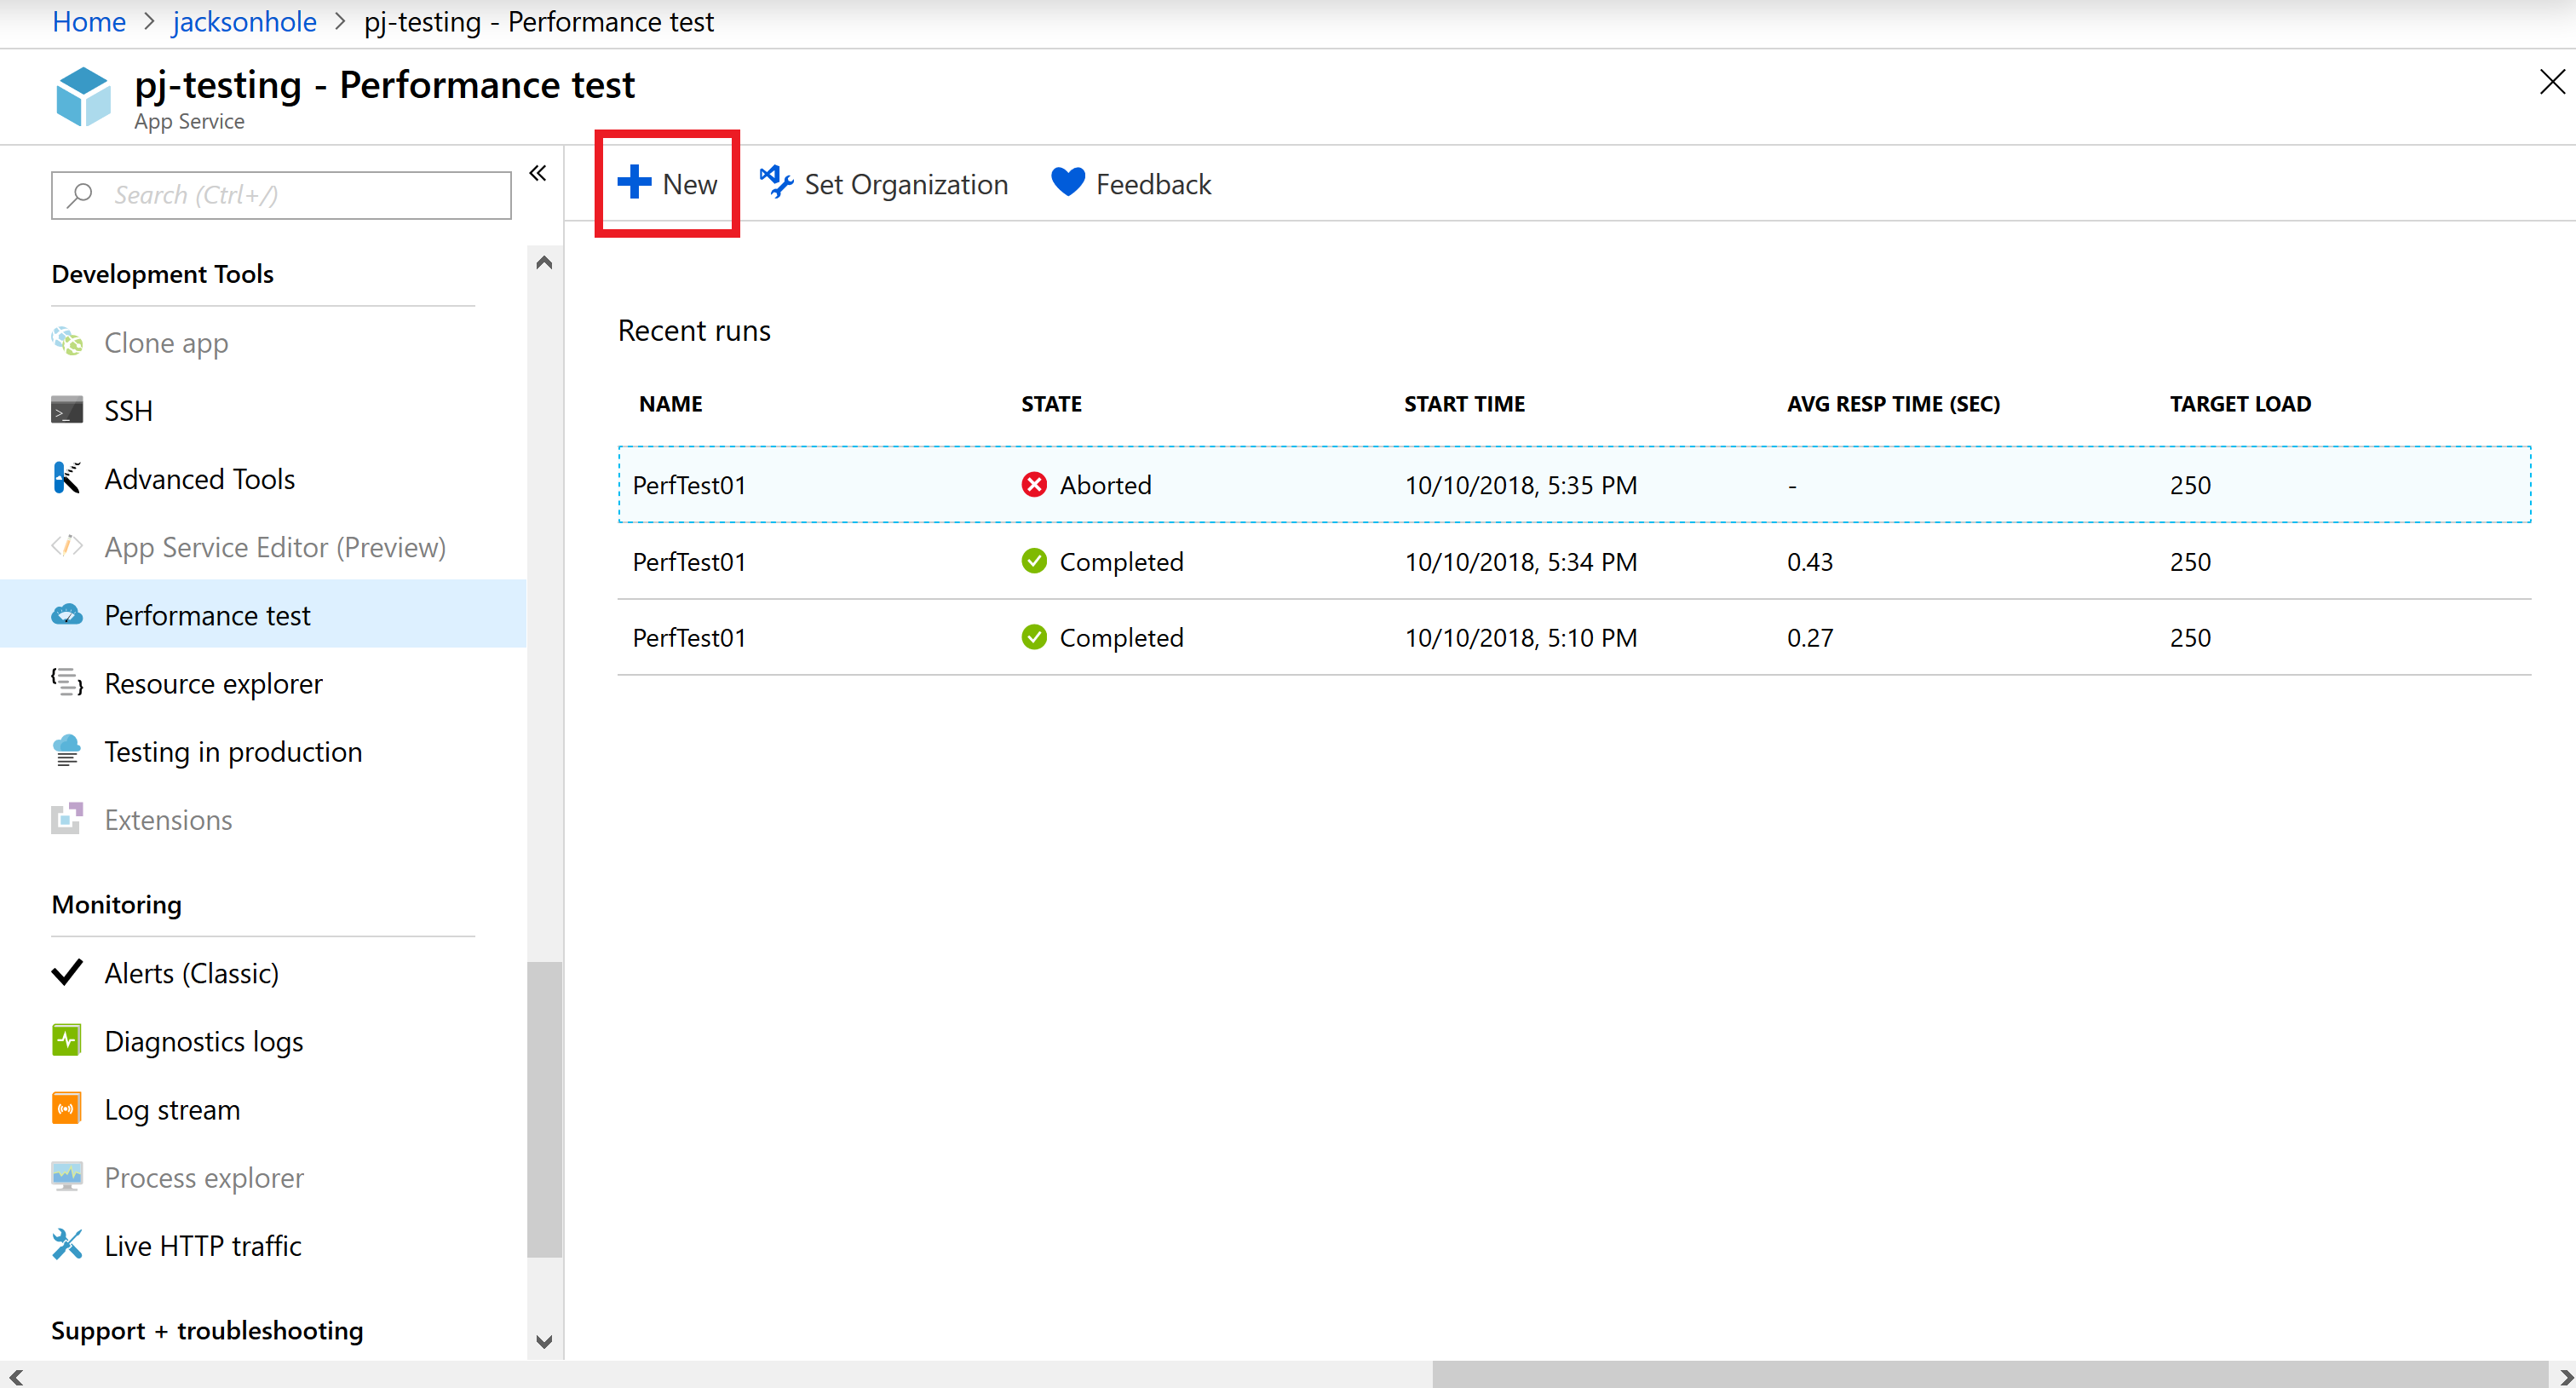 Home > jacksonhole > pj-testing - Performance test
pj-testing - Performance test
App Service
Search (Ctrl+/)
Development Tools
Clone app
SSH
Advanced Tools
App Service Editor (Preview)
Performance test
Resource explorer
Testing in production
Extensions
Monitoring
Alerts (Classic)
Diagnostics logs
Log stream
Process explorer
Live HTTP traffic
Support + troubleshooting
New Set Organization Feedback
Recent runs
NAME STATE START TIME AVG RESP TIME (SEC) TARGET LOAD
PerfTest01 Aborted 10/10/2018, 5:35 PM - 250
PerfTest01 Completed 10/10/2018, 5:34 PM 0.43 250
PerfTest01 Completed 10/10/2018, 5:10 PM 0.27 250